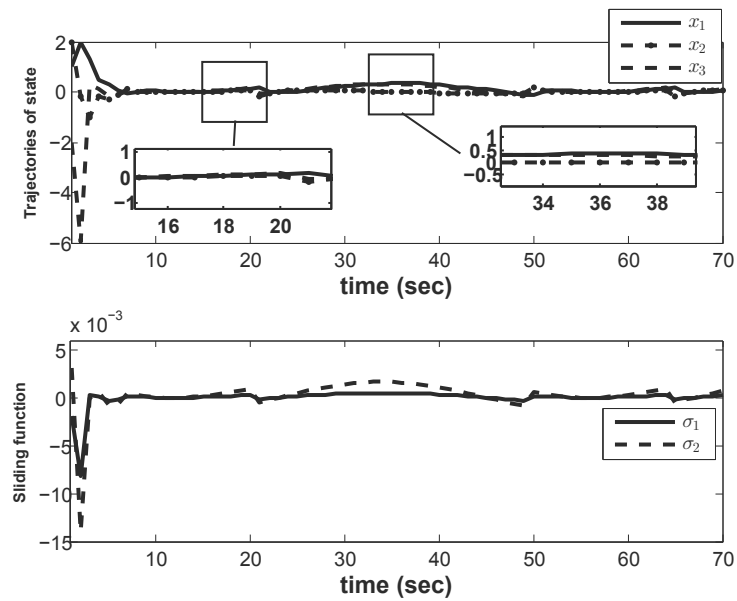 x₁
x₂
x₃
Trajectories of state
2
0
−2
−4
−6
1
0
−1
16 18 20
1
0.5
0
−0.5
34 36 38
10 20 30 40 50 60 70
time (sec)
x 10⁻³
Sliding function
5
0
−5
−10
−15
σ₁
σ₂
10 20 30 40 50 60 70
time (sec)